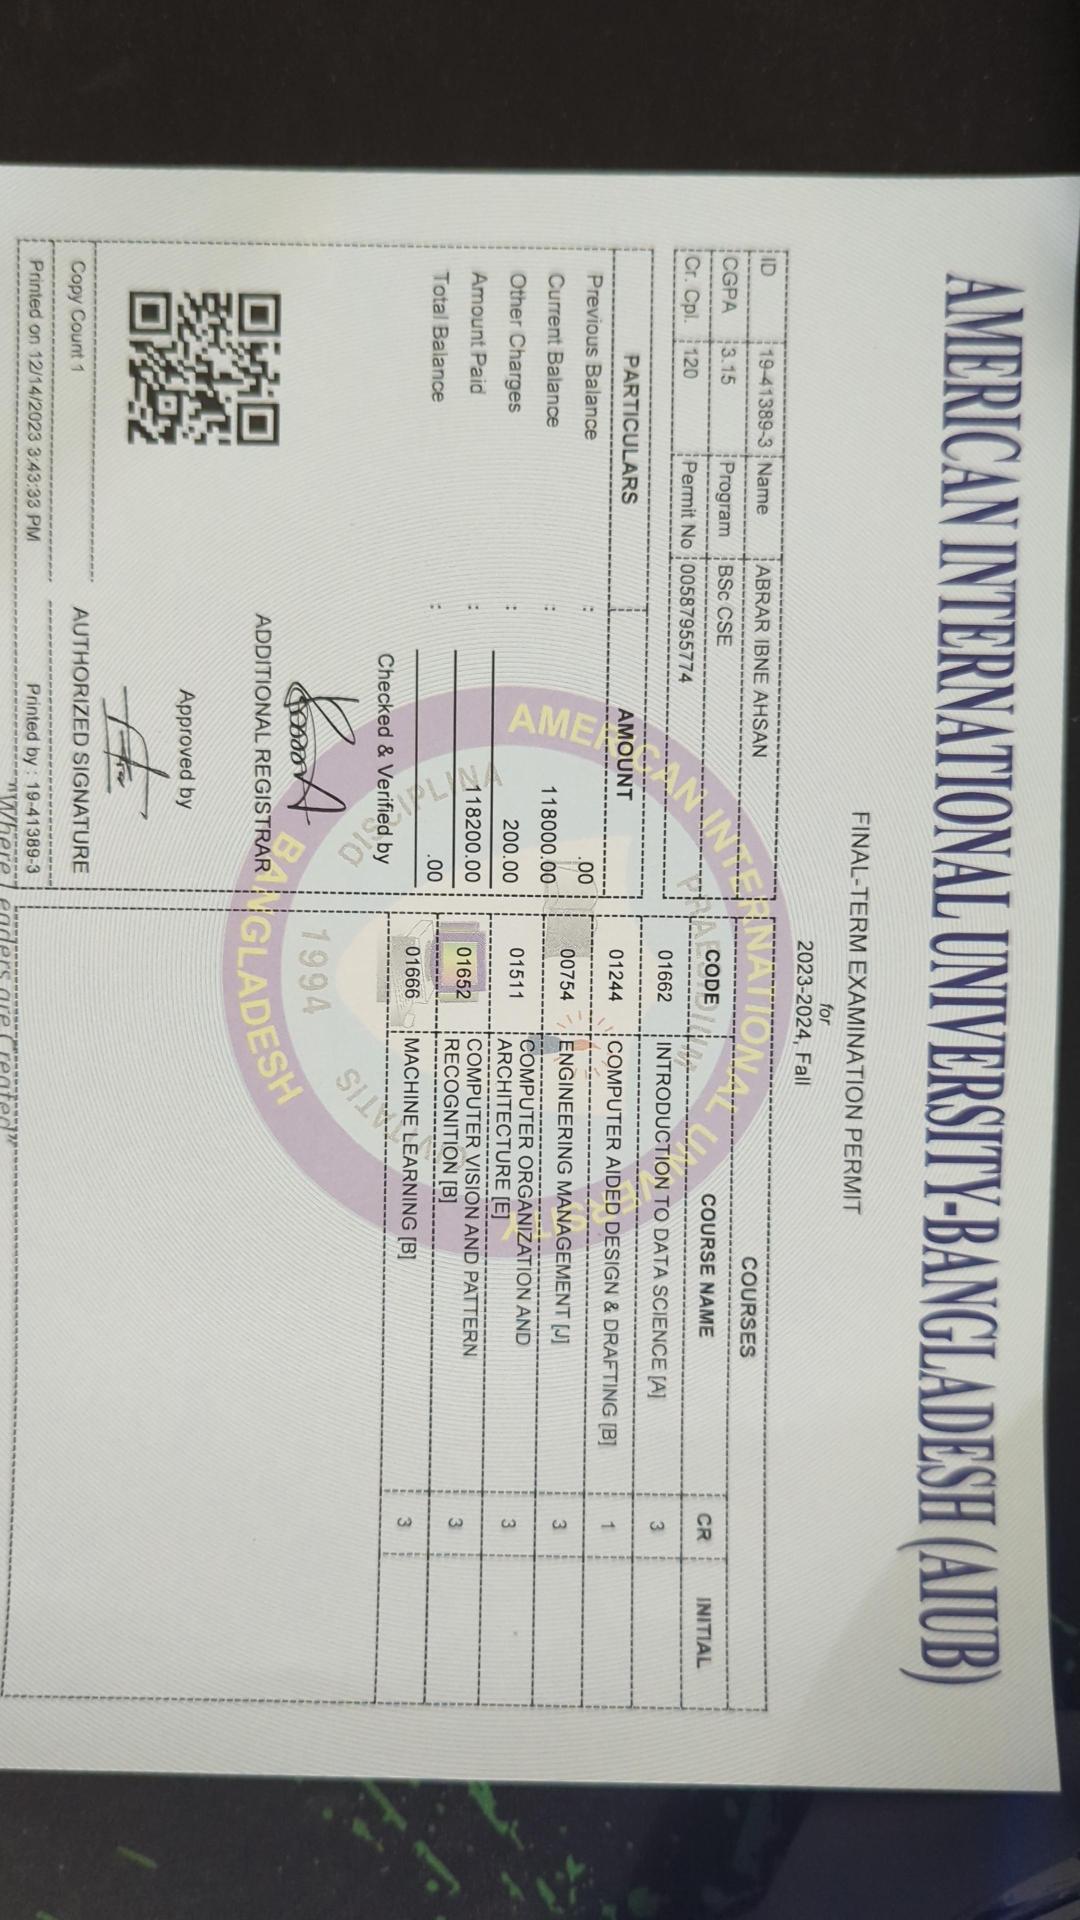 AMERICAN INTERNATIONAL UNIVERSITY-BANGLADESH (AIUB)
FINAL-TERM EXAMINATION PERMIT
for
2023-2024, Fall
ID 19-41389-3 Name ABRAR IBNE AHSAN
CGPA 3.15 Program BSc CSE
Cr. Cpl. 120 Permit No 00587955774
PARTICULARS AMOUNT
Previous Balance : .00
Current Balance : 118000.00
Other Charges : 200.00
Amount Paid : 118200.00
Total Balance : .00
Checked & Verified by
ADDITIONAL REGISTRAR
Approved by
AUTHORIZED SIGNATURE
Copy Count 1
Printed on 12/14/2023 3:43:33 PM Printed by : 19-41389-3
COURSES
CODE COURSE NAME CR INITIAL
01662 INTRODUCTION TO DATA SCIENCE [A] 3
01244 COMPUTER AIDED DESIGN & DRAFTING [B] 1
00754 ENGINEERING MANAGEMENT [J] 3
01511 COMPUTER ORGANIZATION AND
ARCHITECTURE [E] 3
01652 COMPUTER VISION AND PATTERN
RECOGNITION [B] 3
01666 MACHINE LEARNING [B] 3
AMERICAN INTERNATIONAL UNIVERSITY
BANGLADESH
PRAESIDIUM
DISCIPLINA
1994
"Where Leaders are Created"